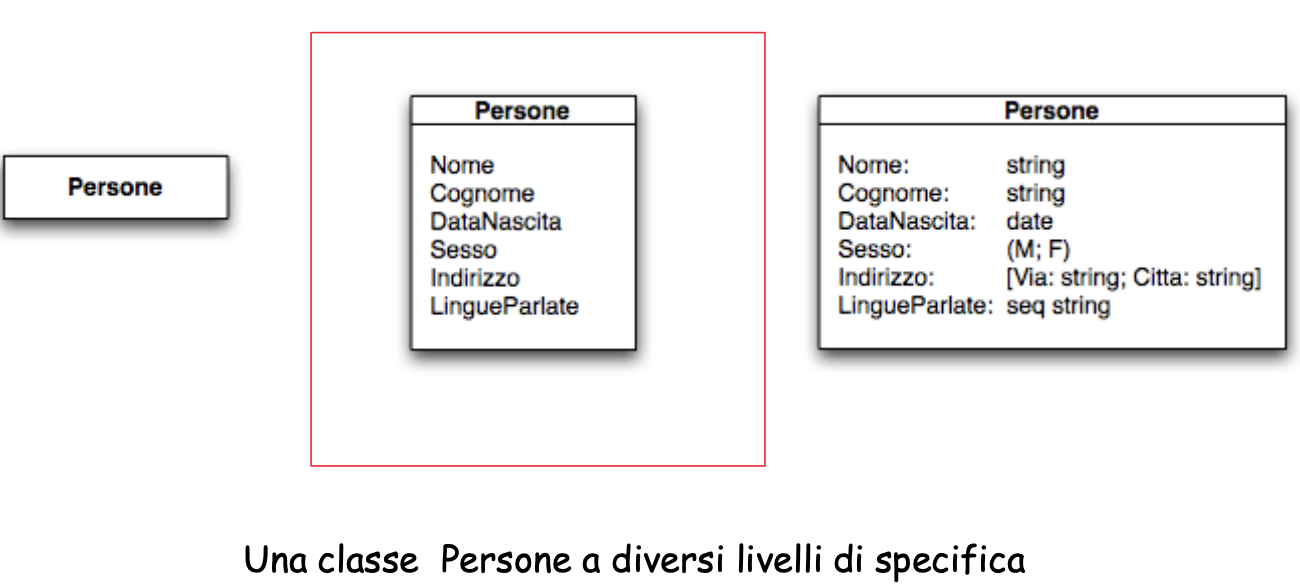 Persone
Persone
Nome
Cognome
DataNascita
Sesso
Indirizzo
LingueParlate
Persone
Nome: string
Cognome: string
DataNascita: date
Sesso: (M; F)
Indirizzo: [Via: string; Citta: string]
LingueParlate: seq string
Una classe Persone a diversi livelli di specifica